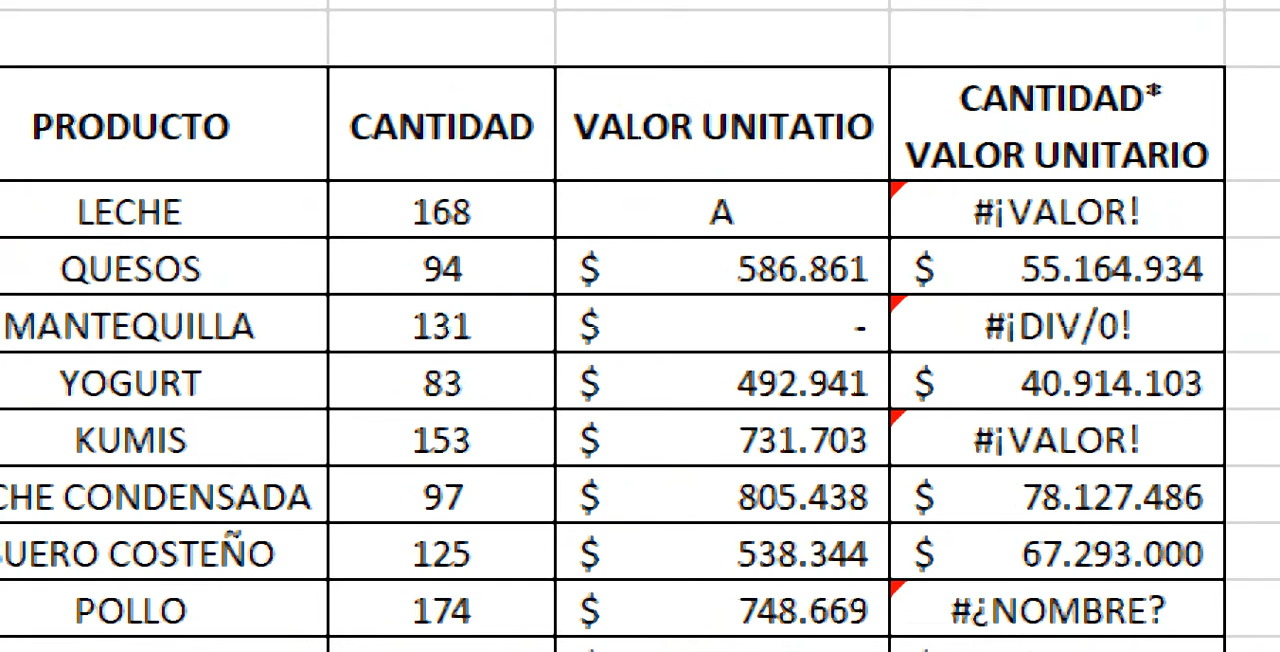 PRODUCTO CANTIDAD VALOR UNITATIO CANTIDAD*
VALOR UNITARIO
LECHE 168 A #¡VALOR!
QUESOS 94 $ 586.861 $ 55.164.934
MANTEQUILLA 131 $ - #¡DIV/0!
YOGURT 83 $ 492.941 $ 40.914.103
KUMIS 153 $ 731.703 #¡VALOR!
CHE CONDENSADA 97 $ 805.438 $ 78.127.486
UERO COSTEÑO 125 $ 538.344 $ 67.293.000
POLLO 174 $ 748.669 #¿NOMBRE?